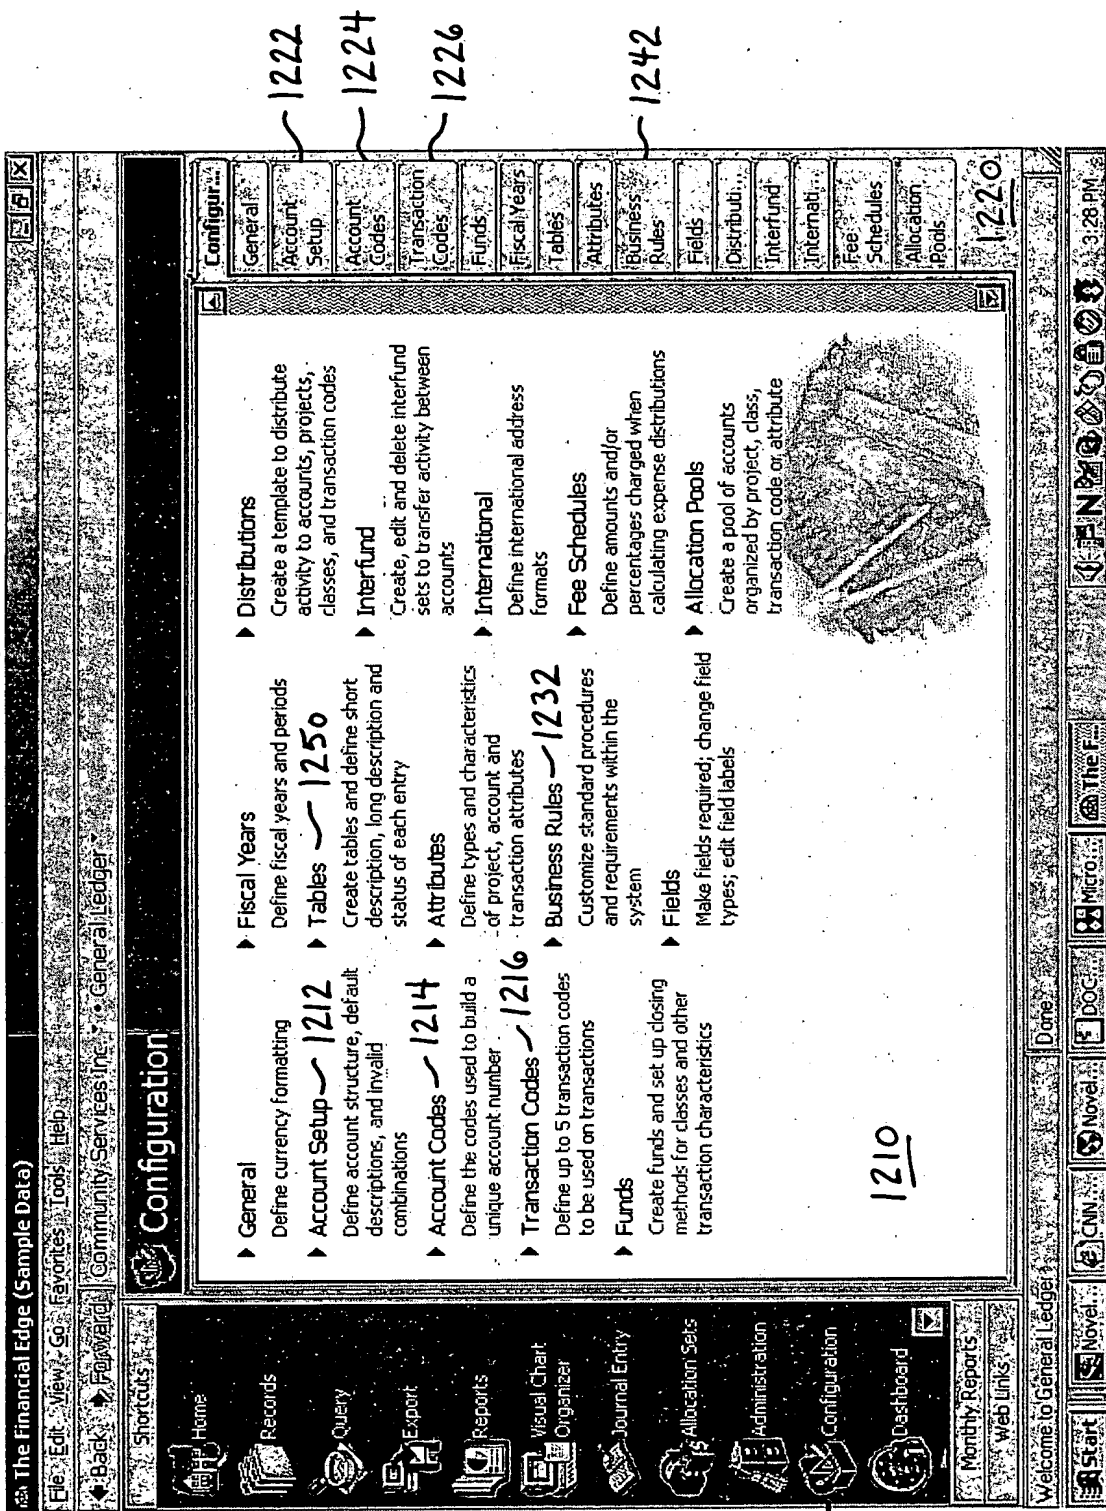 The Financial Edge (Sample Data)
File Edit View Go Favorites Tools Help
Back Forward Community Services Inc. General Ledger
Shortcuts
Home
Records
Query
Export
Reports
Visual Chart
Organizer
Journal Entry
Allocation Sets
Administration
Configuration
Dashboard
Monthly Reports
Web Links
Configuration
General
Define currency formatting
Account Setup 1212
Define account structure, default
descriptions, and invalid
combinations
Account Codes 1214
Define the codes used to build a
unique account number
Transaction Codes 1216
Define up to 5 transaction codes
to be used on transactions
Funds
Create funds and set up closing
methods for classes and other
transaction characteristics
1210
Fiscal Years
Define fiscal years and periods
Tables 1250
Create tables and define short
description, long description and
status of each entry
Attributes
Define types and characteristics
of project, account and
transaction attributes
Business Rules 1232
Customize standard procedures
and requirements within the
system
Fields
Make fields required; change field
types; edit field labels
Distributions
Create a template to distribute
activity to accounts, projects,
classes, and transaction codes
Interfund
Create, edit and delete interfund
sets to transfer activity between
accounts
International
Define international address
formats
Fee Schedules
Define amounts and/or
percentages charged when
calculating expense distributions
Allocation Pools
Create a pool of accounts
organized by project, class,
transaction code or attribute
Configur...
General
Account
Setup
1222
Account
Codes
1224
Transaction
Codes
1226
Funds
Fiscal Years
Tables
Attributes
Business
Rules
1242
Fields
Distributi...
Interfund
Internati...
Fee
Schedules
Allocation
Pools
1220
Welcome to General Ledger
Done
Start Novel... CNN... Novel... DOC... Micro... The F... 3:28 PM